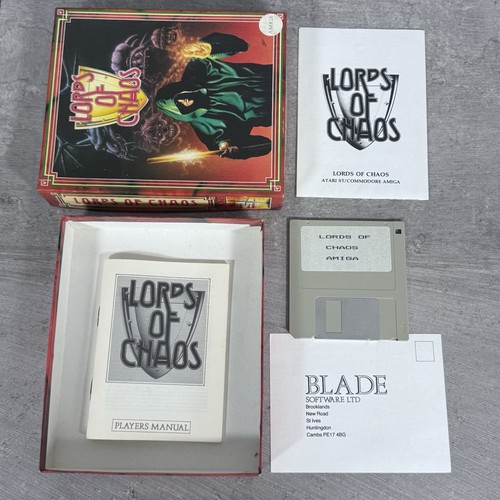 LORDS
OF
CHAOS
AMIGA
LORDS OF CHAOS
LORDS
OF
CHAOS
LORDS OF CHAOS
ATARI ST/COMMODORE AMIGA
LORDS OF
CHAOS
AMIGA
LORDS
OF
CHAOS
PLAYERS MANUAL
BLADE
SOFTWARE LTD
Brooklands
New Road
St Ives
Huntingdon
Cambs PE17 4BG